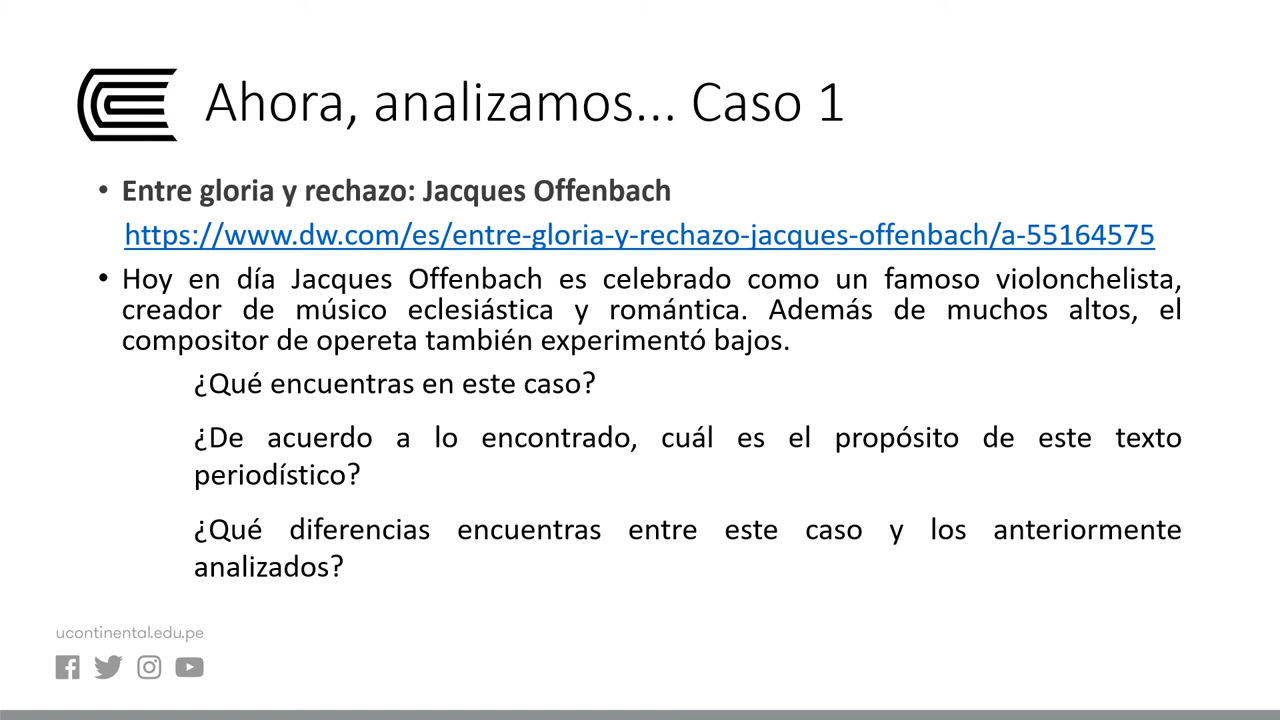 Ahora, analizamos... Caso 1
• Entre gloria y rechazo: Jacques Offenbach
https://www.dw.com/es/entre-gloria-y-rechazo-jacques-offenbach/a-55164575
• Hoy en día Jacques Offenbach es celebrado como un famoso violonchelista,
creador de músico eclesiástica y romántica. Además de muchos altos, el
compositor de opereta también experimentó bajos.
¿Qué encuentras en este caso?
¿De acuerdo a lo encontrado, cuál es el propósito de este texto
periodístico?
¿Qué diferencias encuentras entre este caso y los anteriormente
analizados?
ucontinental.edu.pe